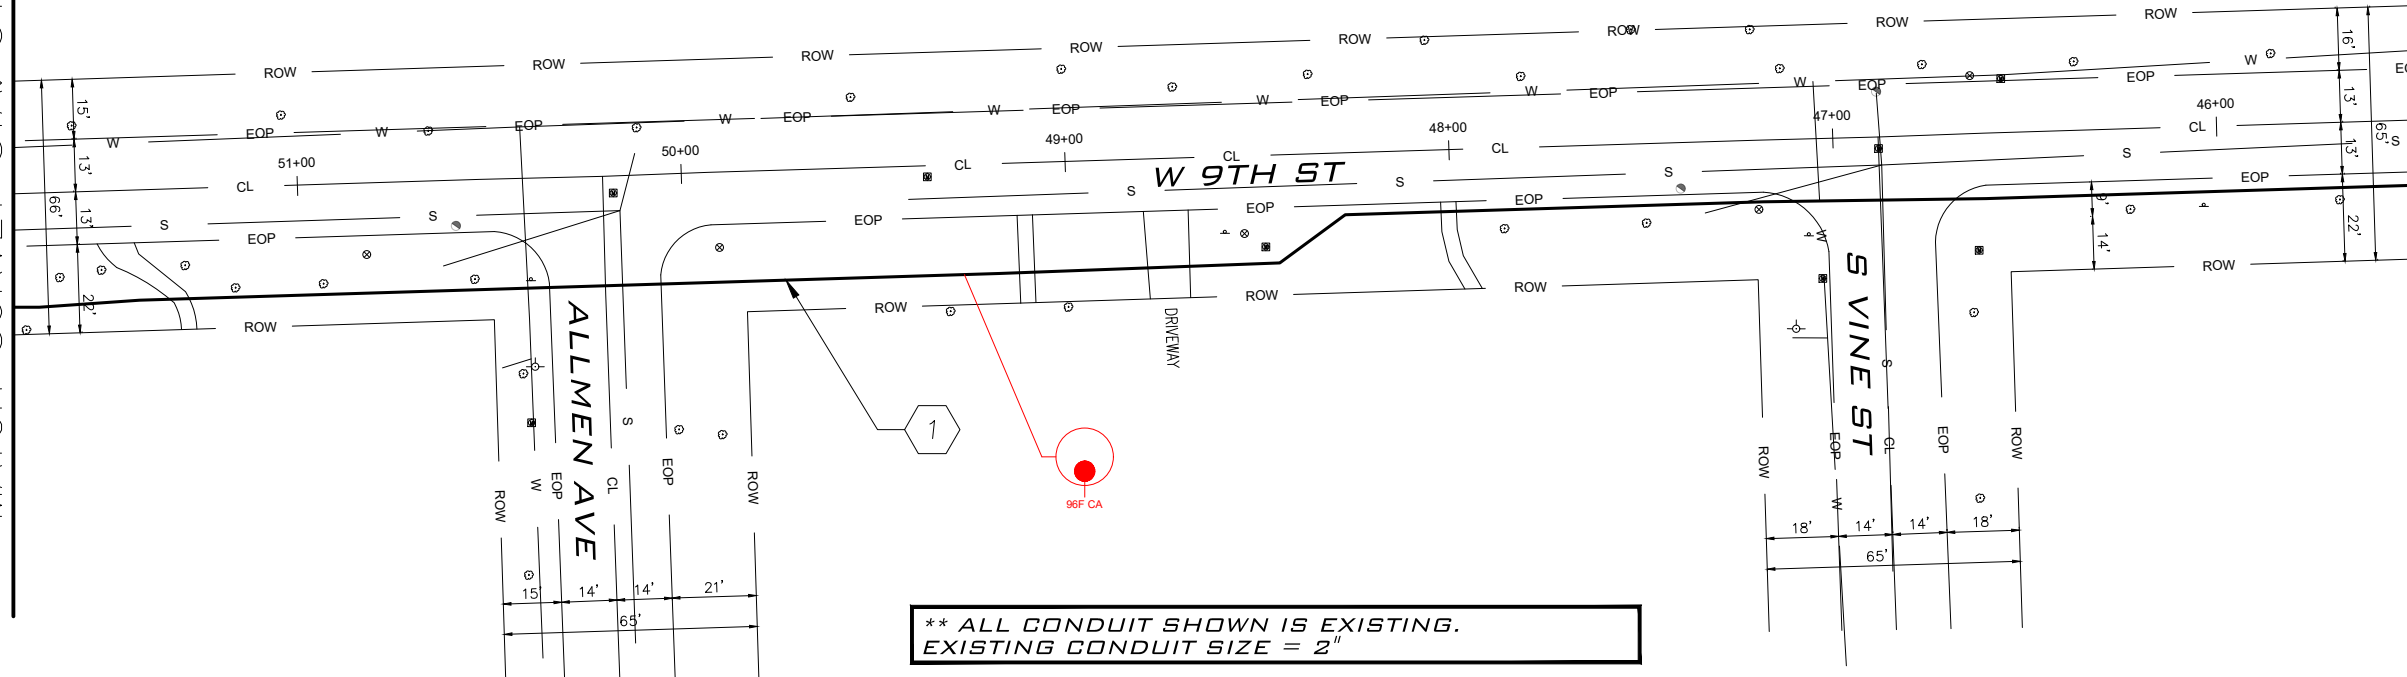 ROW ROW ROW ROW ROW ROW ROW ROW ROW
W EOP W EOP W EOP W EOP W EOP W EOP W EOP W EOP
51+00 50+00 49+00 48+00 47+00 46+00
CL CL CL CL CL
W 9TH ST
S S S S S S S
EOP EOP EOP EOP EOP
ROW ROW ROW ROW ROW
15'
13'
13'
22'
66'
16'
13'
13'
22'
65'
9'
14'
DRIVEWAY
1
96F CA
ALLMEN AVE
ROW W EOP CL S EOP ROW
15' 14' 14' 21'
65'
S VINE ST
W
S
ROW EOP W CL EOP ROW
18' 14' 14' 18'
65'
** ALL CONDUIT SHOWN IS EXISTING.
EXISTING CONDUIT SIZE = 2"